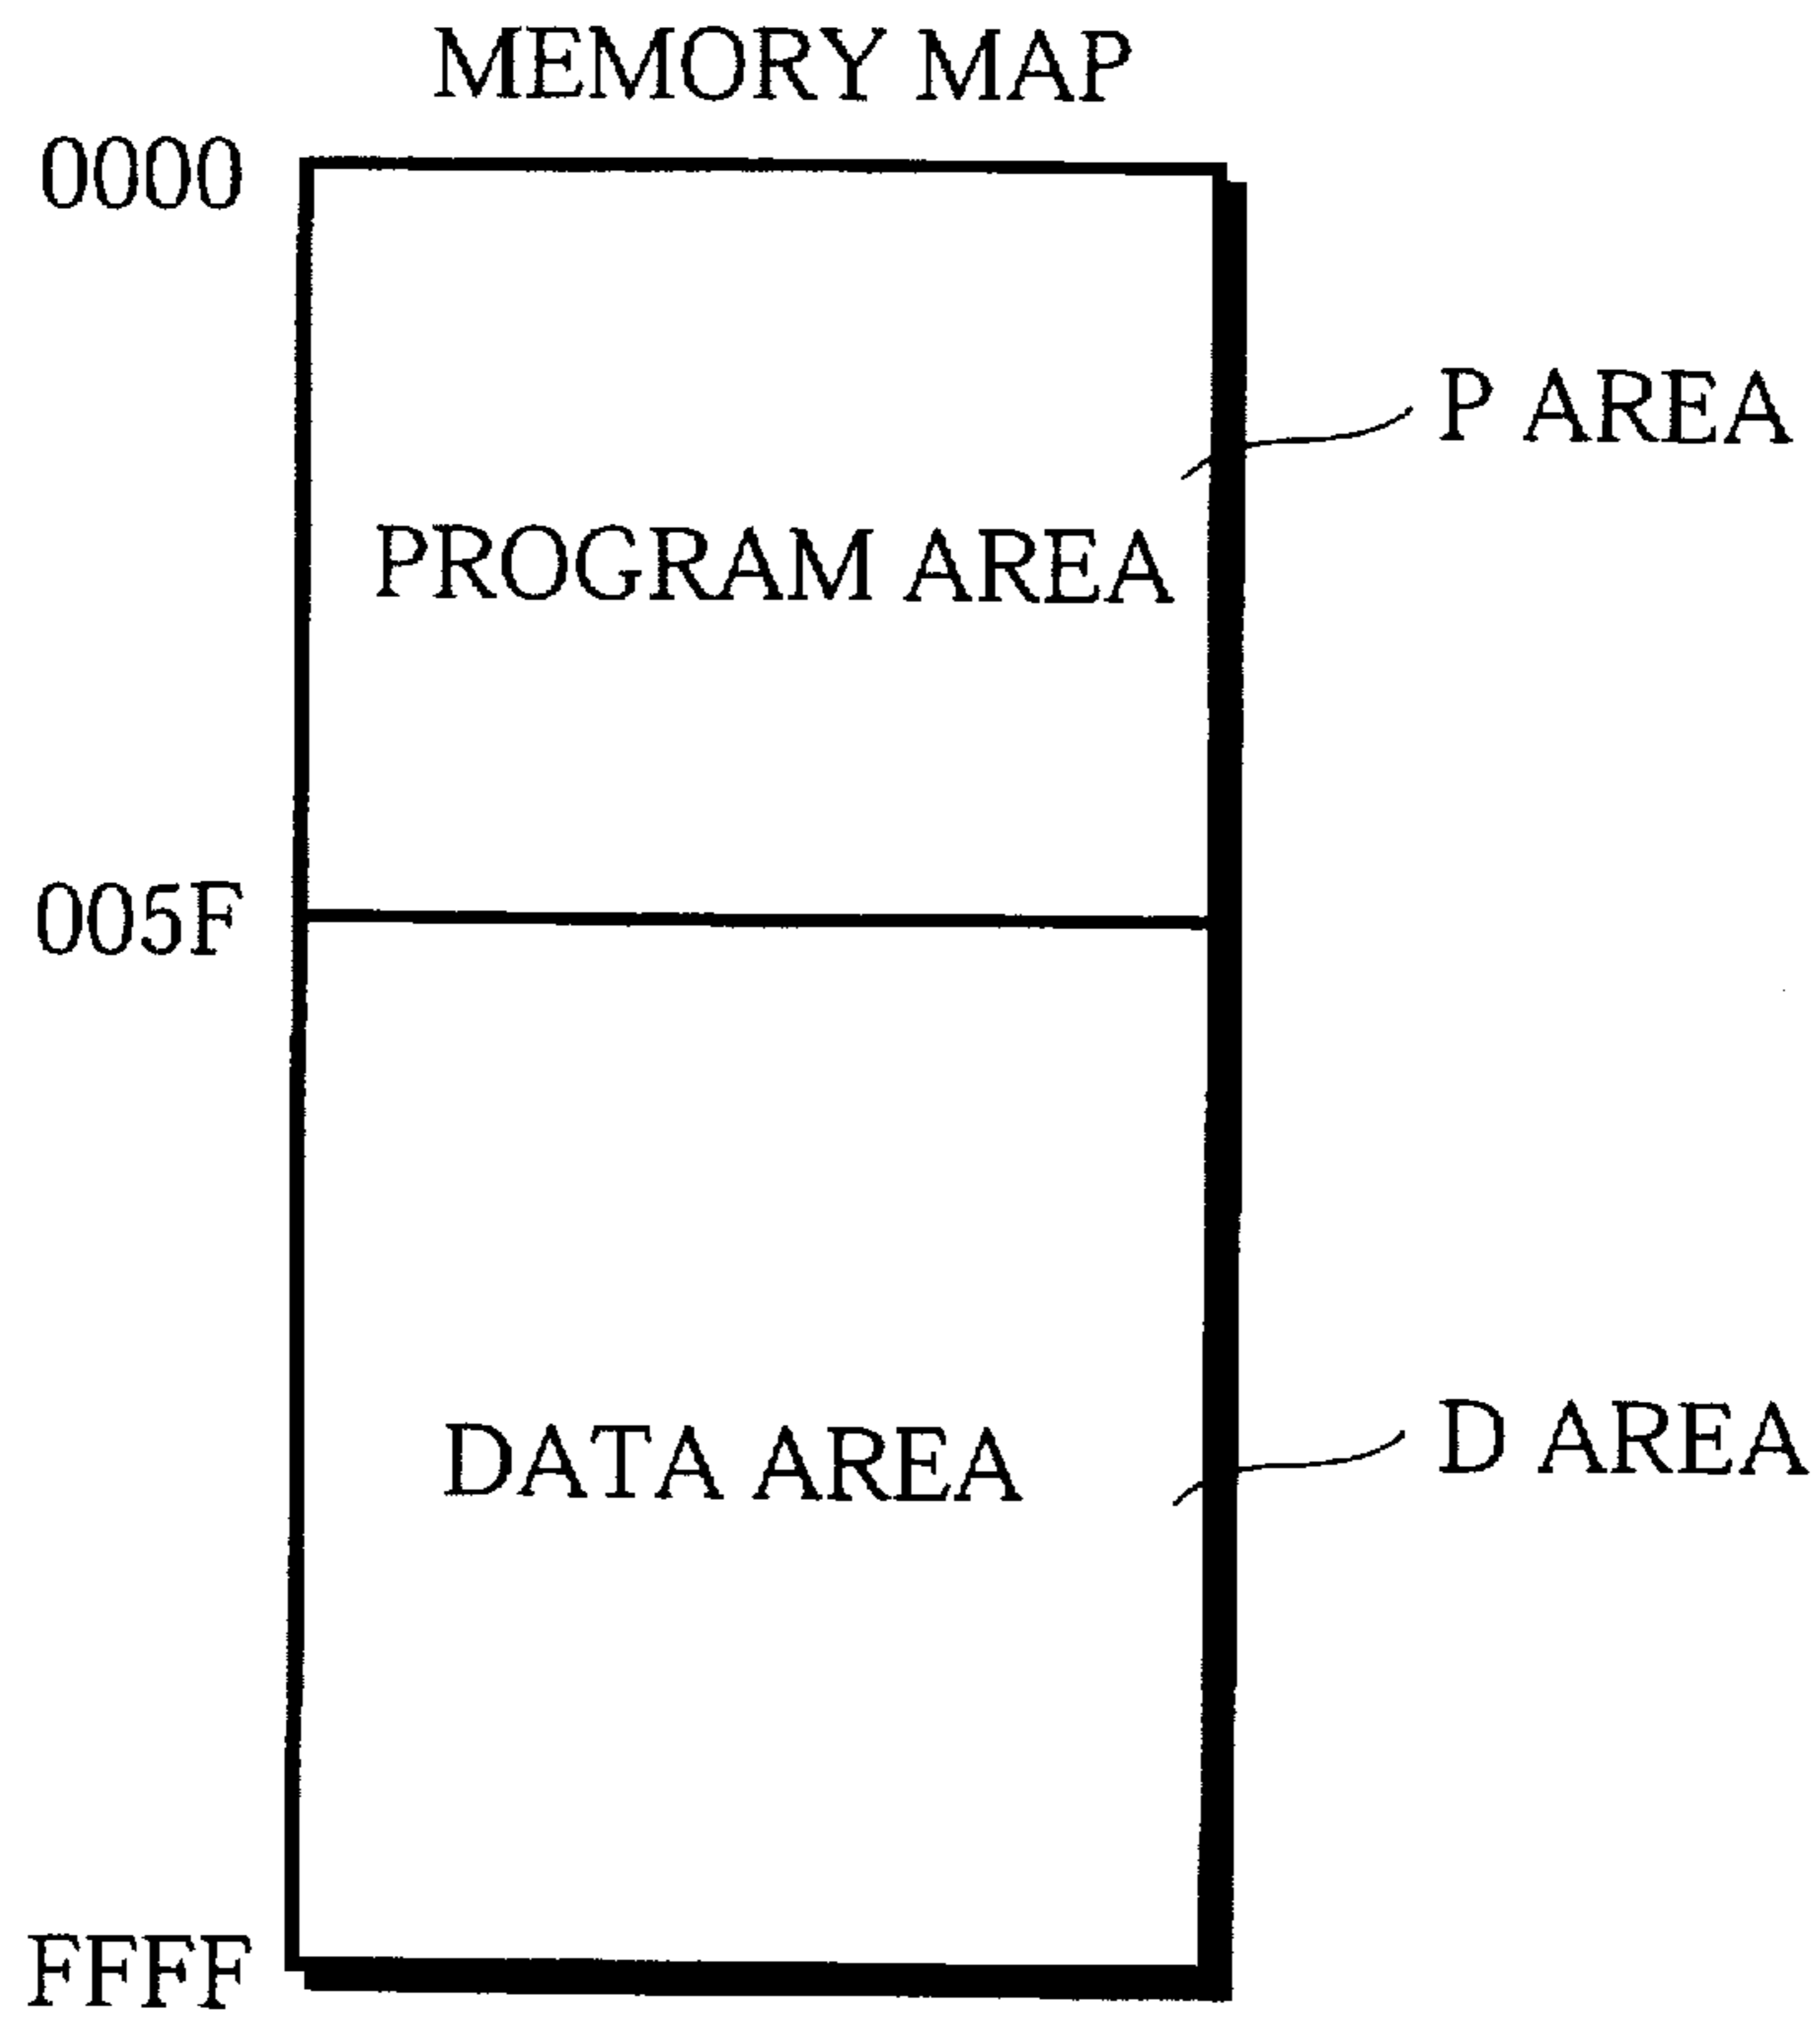 MEMORY MAP
0000
P AREA
PROGRAM AREA
005F
D AREA
DATA AREA
FFFF